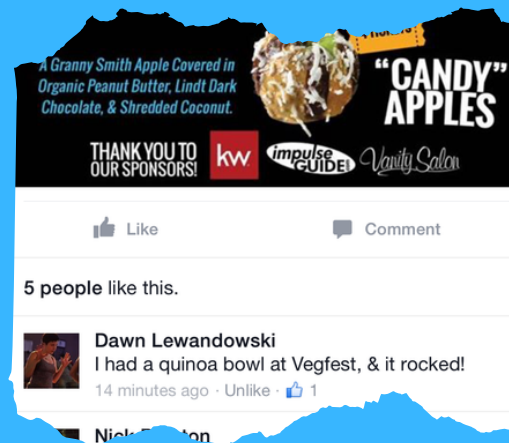 A Granny Smith Apple Covered in
Organic Peanut Butter, Lindt Dark
Chocolate, & Shredded Coconut.
"CANDY"
APPLES
THANK YOU TO
OUR SPONSORS!
kw
impulse
GUIDE
Vanity Salon
Like
Comment
5 people like this.
Dawn Lewandowski
I had a quinoa bowl at Vegfest, & it rocked!
14 minutes ago · Unlike · 1